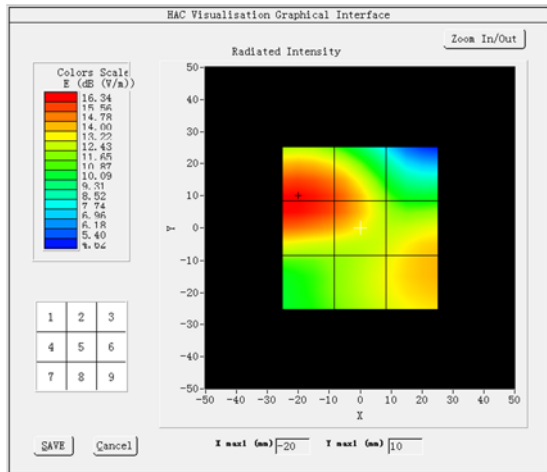 HAC Visualisation Graphical Interface
Zoom In/Out
Radiated Intensity
Colors Scale
E (dB (V/m))
16.34
15.56
14.78
14.00
13.22
12.43
11.65
10.87
10.09
9.31
8.52
7.74
6.96
6.18
5.40
4.62
50
40
30
20
10
0
-10
-20
-30
-40
-50
Y
-50 -40 -30 -20 -10 0 10 20 30 40 50
X
1 2 3
4 5 6
7 8 9
SAVE Cancel
X max1 (mm) -20 Y max1 (mm) 10